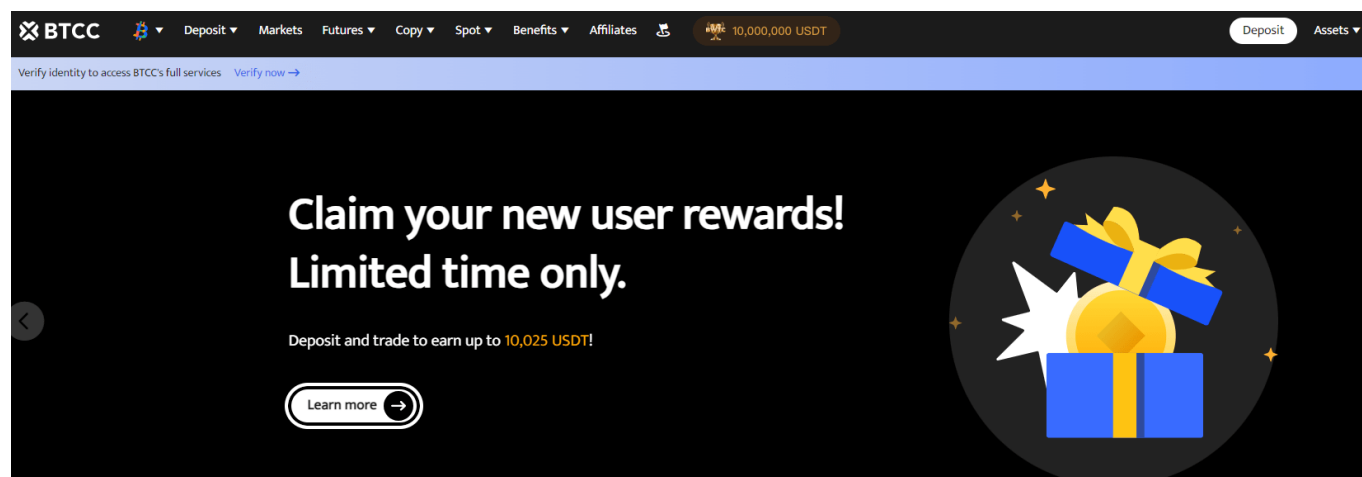 BTCC Deposit Markets Futures Copy Spot Benefits Affiliates 10,000,000 USDT Deposit Assets
Verify identity to access BTCC's full services Verify now →
Claim your new user rewards!
Limited time only.
Deposit and trade to earn up to 10,025 USDT!
Learn more →